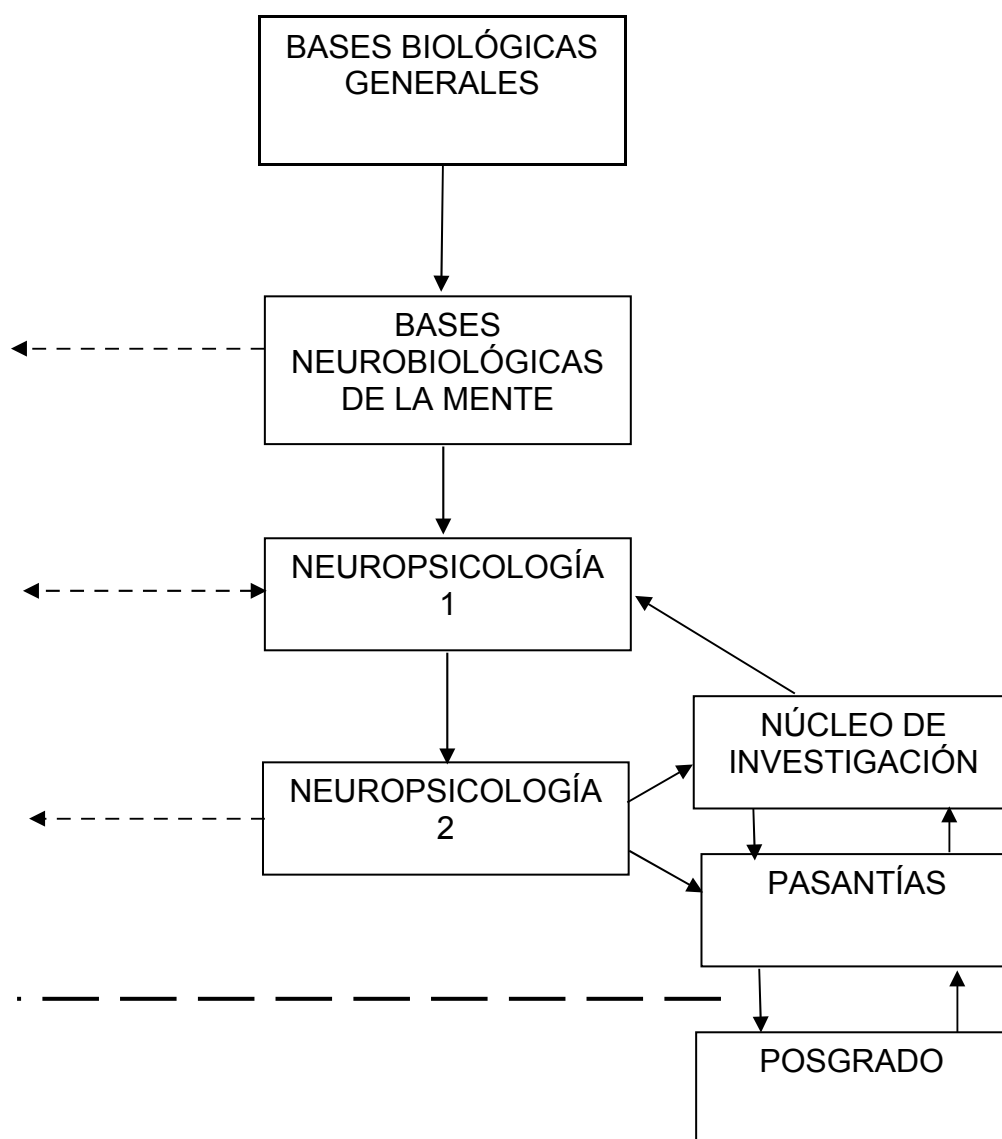 BASES BIOLÓGICAS
GENERALES
BASES
NEUROBIOLÓGICAS
DE LA MENTE
NEUROPSICOLOGÍA
1
NÚCLEO DE
INVESTIGACIÓN
NEUROPSICOLOGÍA
2
PASANTÍAS
POSGRADO